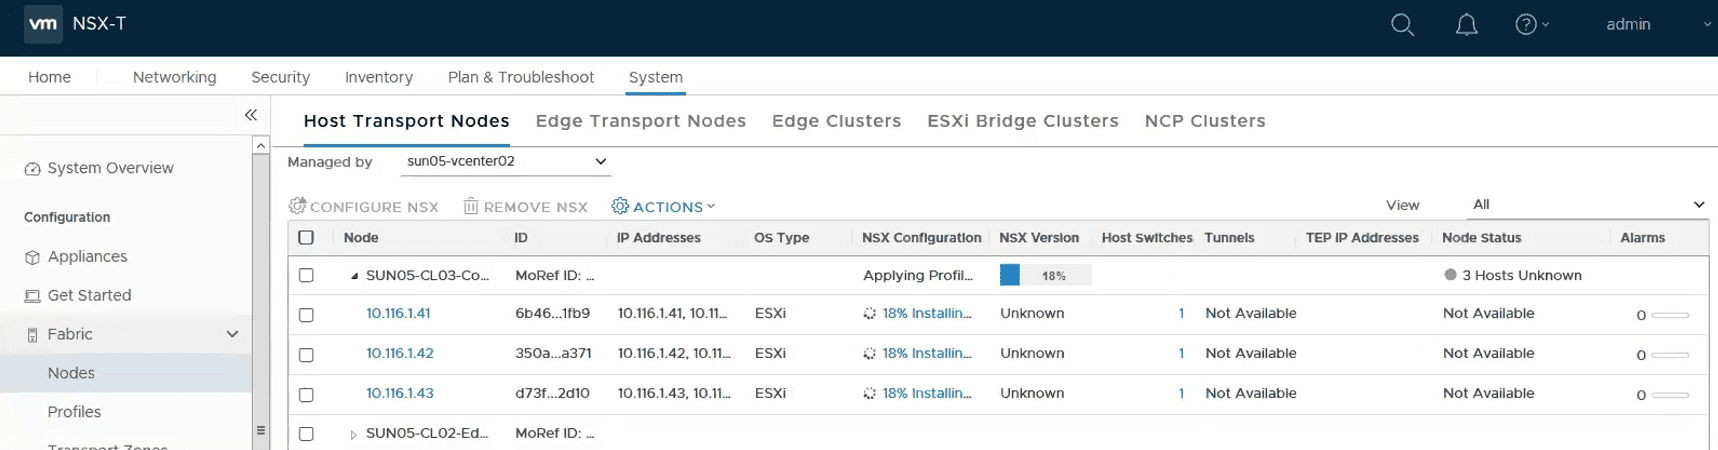 vm NSX-T admin
Home Networking Security Inventory Plan & Troubleshoot System
Host Transport Nodes Edge Transport Nodes Edge Clusters ESXi Bridge Clusters NCP Clusters
Managed by sun05-vcenter02
System Overview
Configuration
Appliances
Get Started
Fabric
Nodes
Profiles
Transport Zones
CONFIGURE NSX REMOVE NSX ACTIONS View All
Node ID IP Addresses OS Type NSX Configuration NSX Version Host Switches Tunnels TEP IP Addresses Node Status Alarms
SUN05-CL03-Co... MoRef ID: ... Applying Profil... 18% 3 Hosts Unknown
10.116.1.41 6b46...1fb9 10.116.1.41, 10.11... ESXi 18% Installin... Unknown 1 Not Available Not Available 0
10.116.1.42 350a...a371 10.116.1.42, 10.11... ESXi 18% Installin... Unknown 1 Not Available Not Available 0
10.116.1.43 d73f...2d10 10.116.1.43, 10.11... ESXi 18% Installin... Unknown 1 Not Available Not Available 0
SUN05-CL02-Ed... MoRef ID: ...